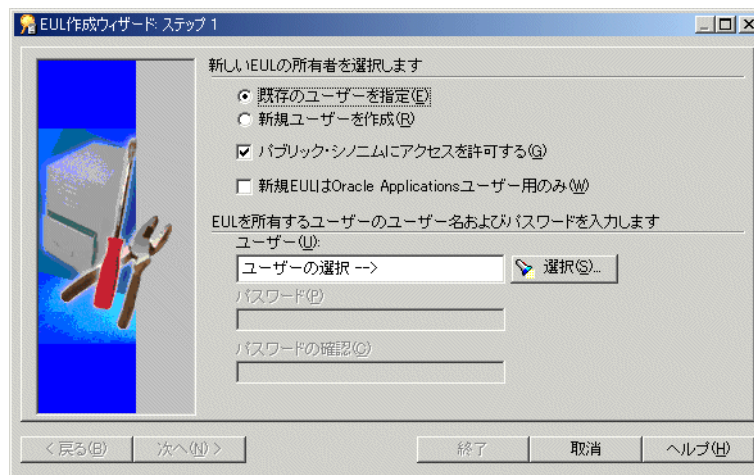 EUL作成ウィザード: ステップ 1
新しいEULの所有者を選択します
既存のユーザーを指定(E)
新規ユーザーを作成(R)
パブリック・シノニムにアクセスを許可する(G)
新規EULはOracle Applicationsユーザー用のみ(W)
EULを所有するユーザーのユーザー名およびパスワードを入力します
ユーザー(U):
ユーザーの選択 -->
選択(S)...
パスワード(P)
パスワードの確認(C)
< 戻る(B)
次へ(N) >
終了
取消
ヘルプ(H)